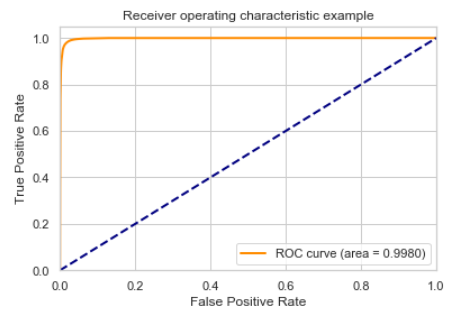 Receiver operating characteristic example
1.0
0.8
0.6
0.4
0.2
0.0
True Positive Rate
ROC curve (area = 0.9980)
0.0 0.2 0.4 0.6 0.8 1.0
False Positive Rate